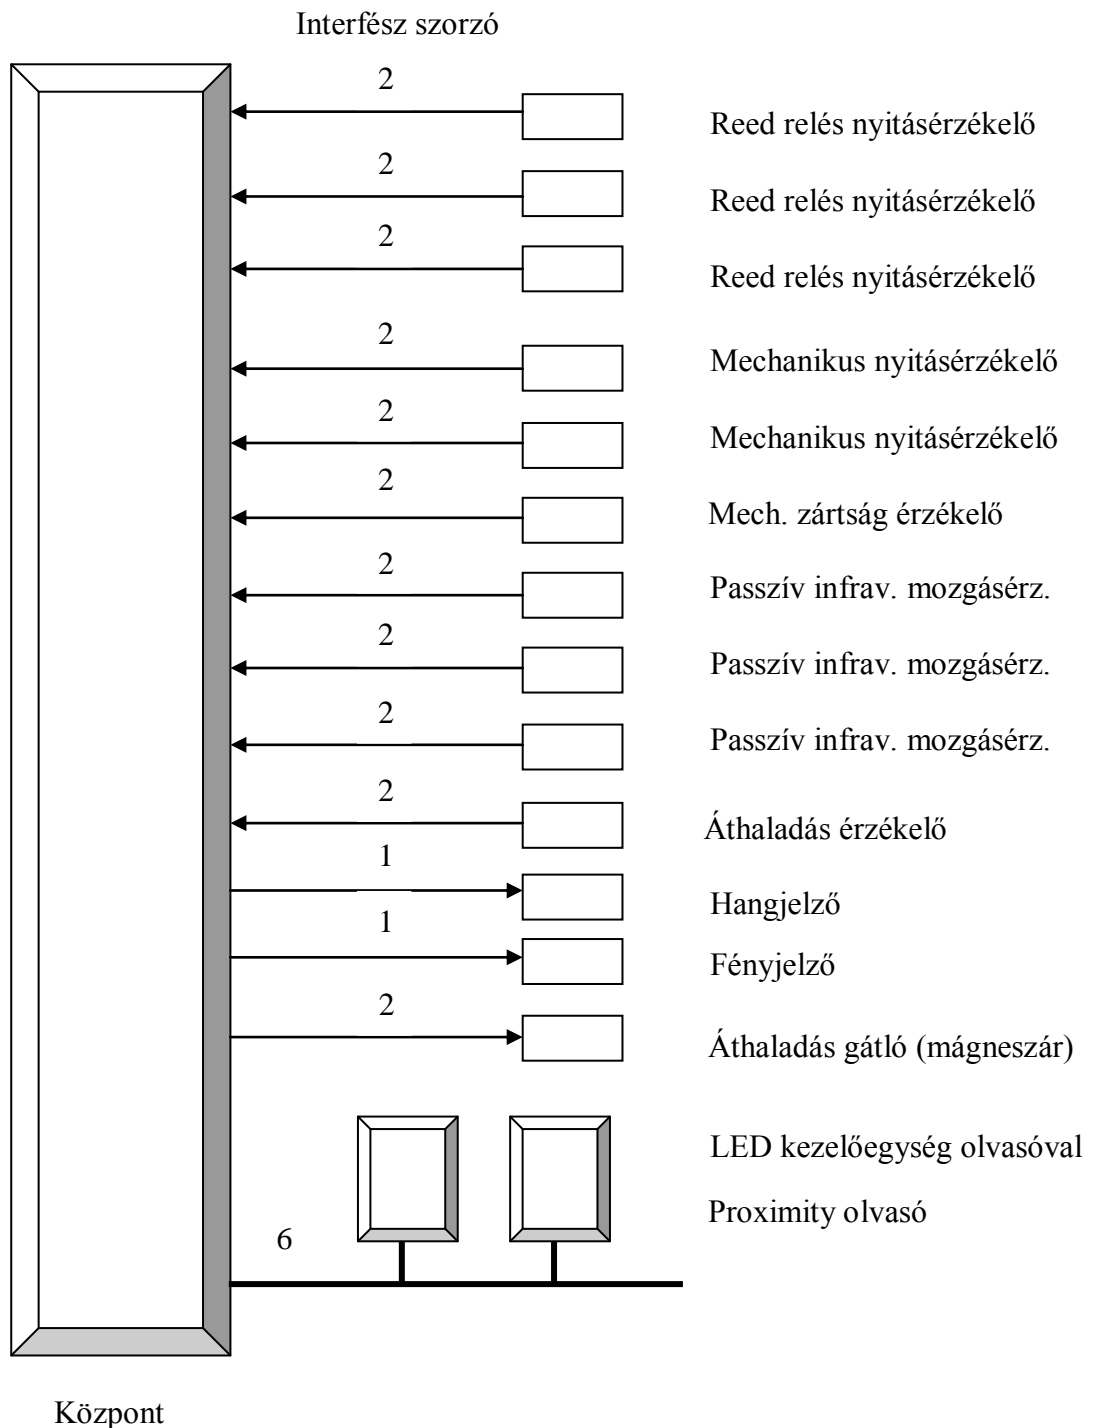 Interfész szorzó
2
Reed relés nyitásérzékelő
2
Reed relés nyitásérzékelő
2
Reed relés nyitásérzékelő
2
Mechanikus nyitásérzékelő
2
Mechanikus nyitásérzékelő
2
Mech. zártság érzékelő
2
Passzív infrav. mozgásérz.
2
Passzív infrav. mozgásérz.
2
Passzív infrav. mozgásérz.
2
Áthaladás érzékelő
1
Hangjelző
1
Fényjelző
2
Áthaladás gátló (mágneszár)
LED kezelőegység olvasóval
Proximity olvasó
6
Központ